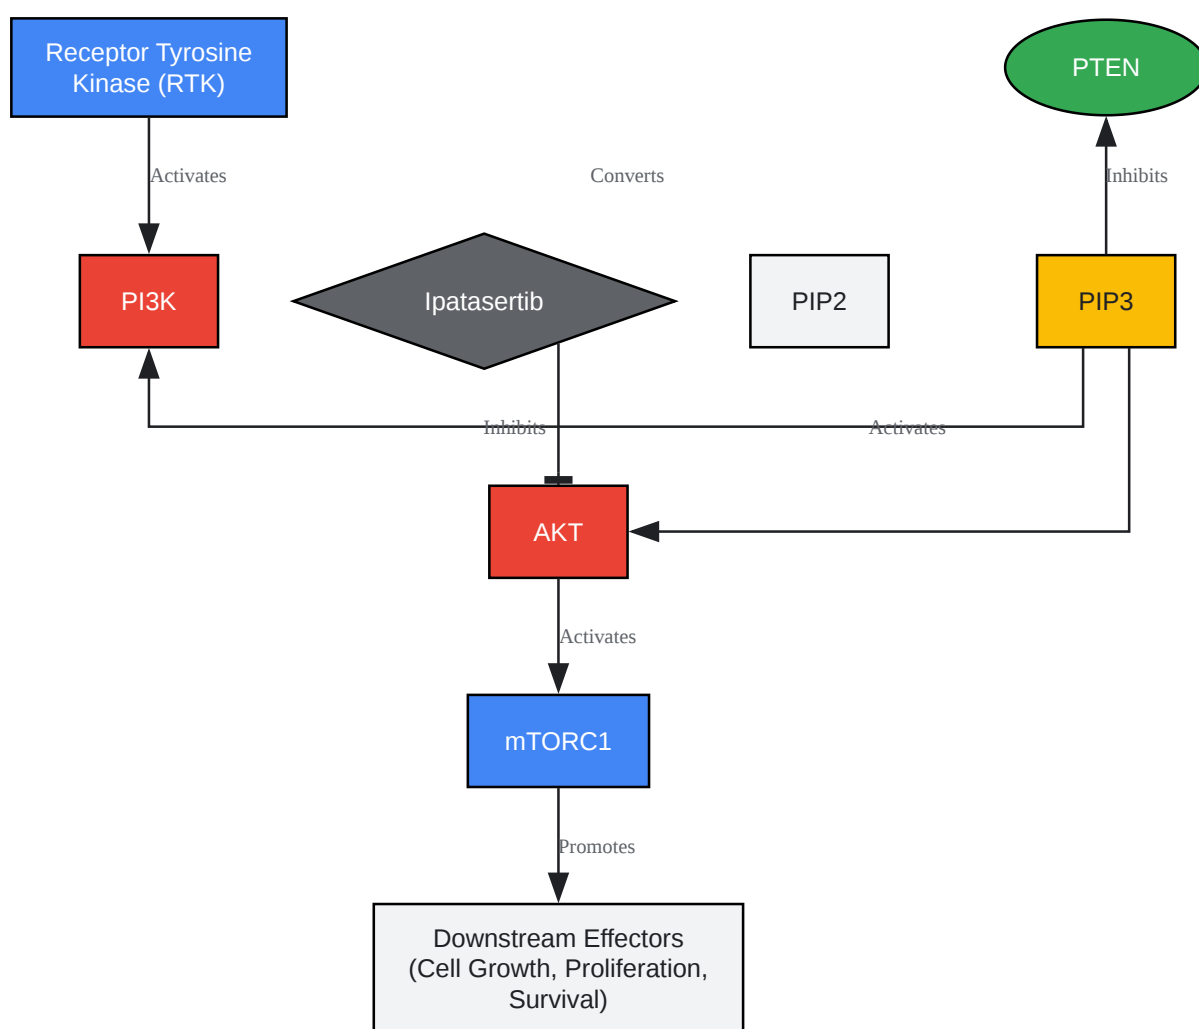 Receptor Tyrosine
Kinase (RTK)
PTEN
Activates
Converts
Inhibits
PI3K
Ipatasertib
PIP2
PIP3
Inhibits
Activates
AKT
Activates
mTORC1
Promotes
Downstream Effectors
(Cell Growth, Proliferation,
Survival)